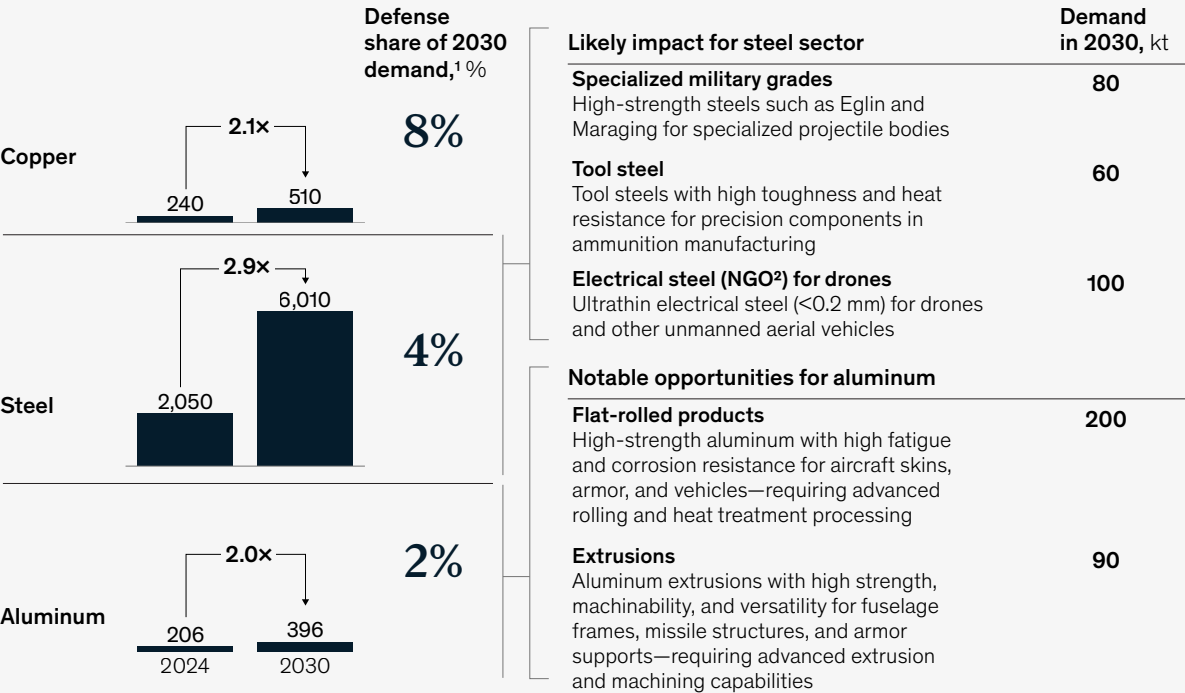 Defense
share of 2030
demand,¹ %
Copper
2.1×
240
510
8%
Steel
2.9×
2,050
6,010
4%
Aluminum
2.0×
206
396
2024
2030
2%
Likely impact for steel sector
Demand
in 2030, kt
Specialized military grades
80
High-strength steels such as Eglin and
Maraging for specialized projectile bodies
Tool steel
60
Tool steels with high toughness and heat
resistance for precision components in
ammunition manufacturing
Electrical steel (NGO²) for drones
100
Ultrathin electrical steel (<0.2 mm) for drones
and other unmanned aerial vehicles
Notable opportunities for aluminum
Flat-rolled products
200
High-strength aluminum with high fatigue
and corrosion resistance for aircraft skins,
armor, and vehicles—requiring advanced
rolling and heat treatment processing
Extrusions
90
Aluminum extrusions with high strength,
machinability, and versatility for fuselage
frames, missile structures, and armor
supports—requiring advanced extrusion
and machining capabilities